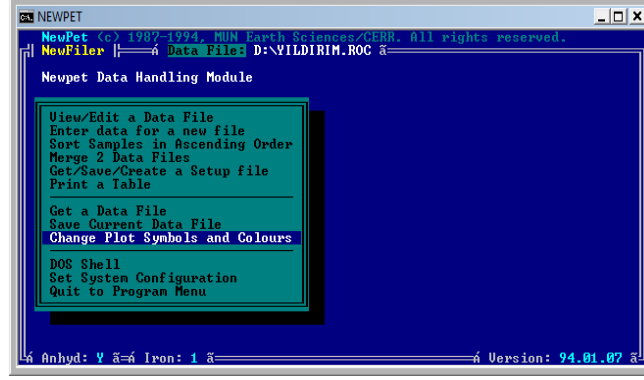 NEWPET
NewPet (c) 1987-1994, MUN Earth Sciences/CERR. All rights reserved.
NewFiler á Data File: D:\YILDIRIM.ROC ã
Newpet Data Handling Module
View/Edit a Data File
Enter data for a new file
Sort Samples in Ascending Order
Merge 2 Data Files
Get/Save/Create a Setup file
Print a Table
Get a Data File
Save Current Data File
Change Plot Symbols and Colours
DOS Shell
Set System Configuration
Quit to Program Menu
á Anhyd: Y ã=á Iron: 1 ã á Version: 94.01.07 ã